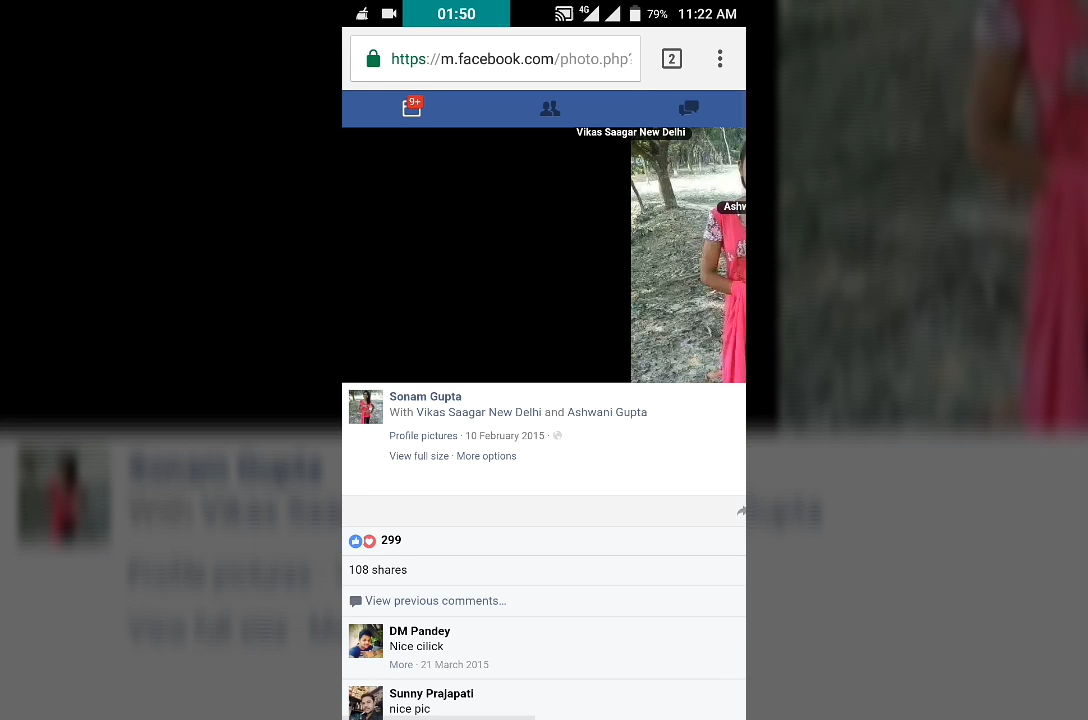 01:50
4G
79%
11:22 AM
https://m.facebook.com/photo.php?
2
9+
Vikas Saagar New Delhi
Ashw
Sonam Gupta
With Vikas Saagar New Delhi and Ashwani Gupta
Profile pictures · 10 February 2015 ·
View full size · More options
299
108 shares
View previous comments...
DM Pandey
Nice cilick
More · 21 March 2015
Sunny Prajapati
nice pic